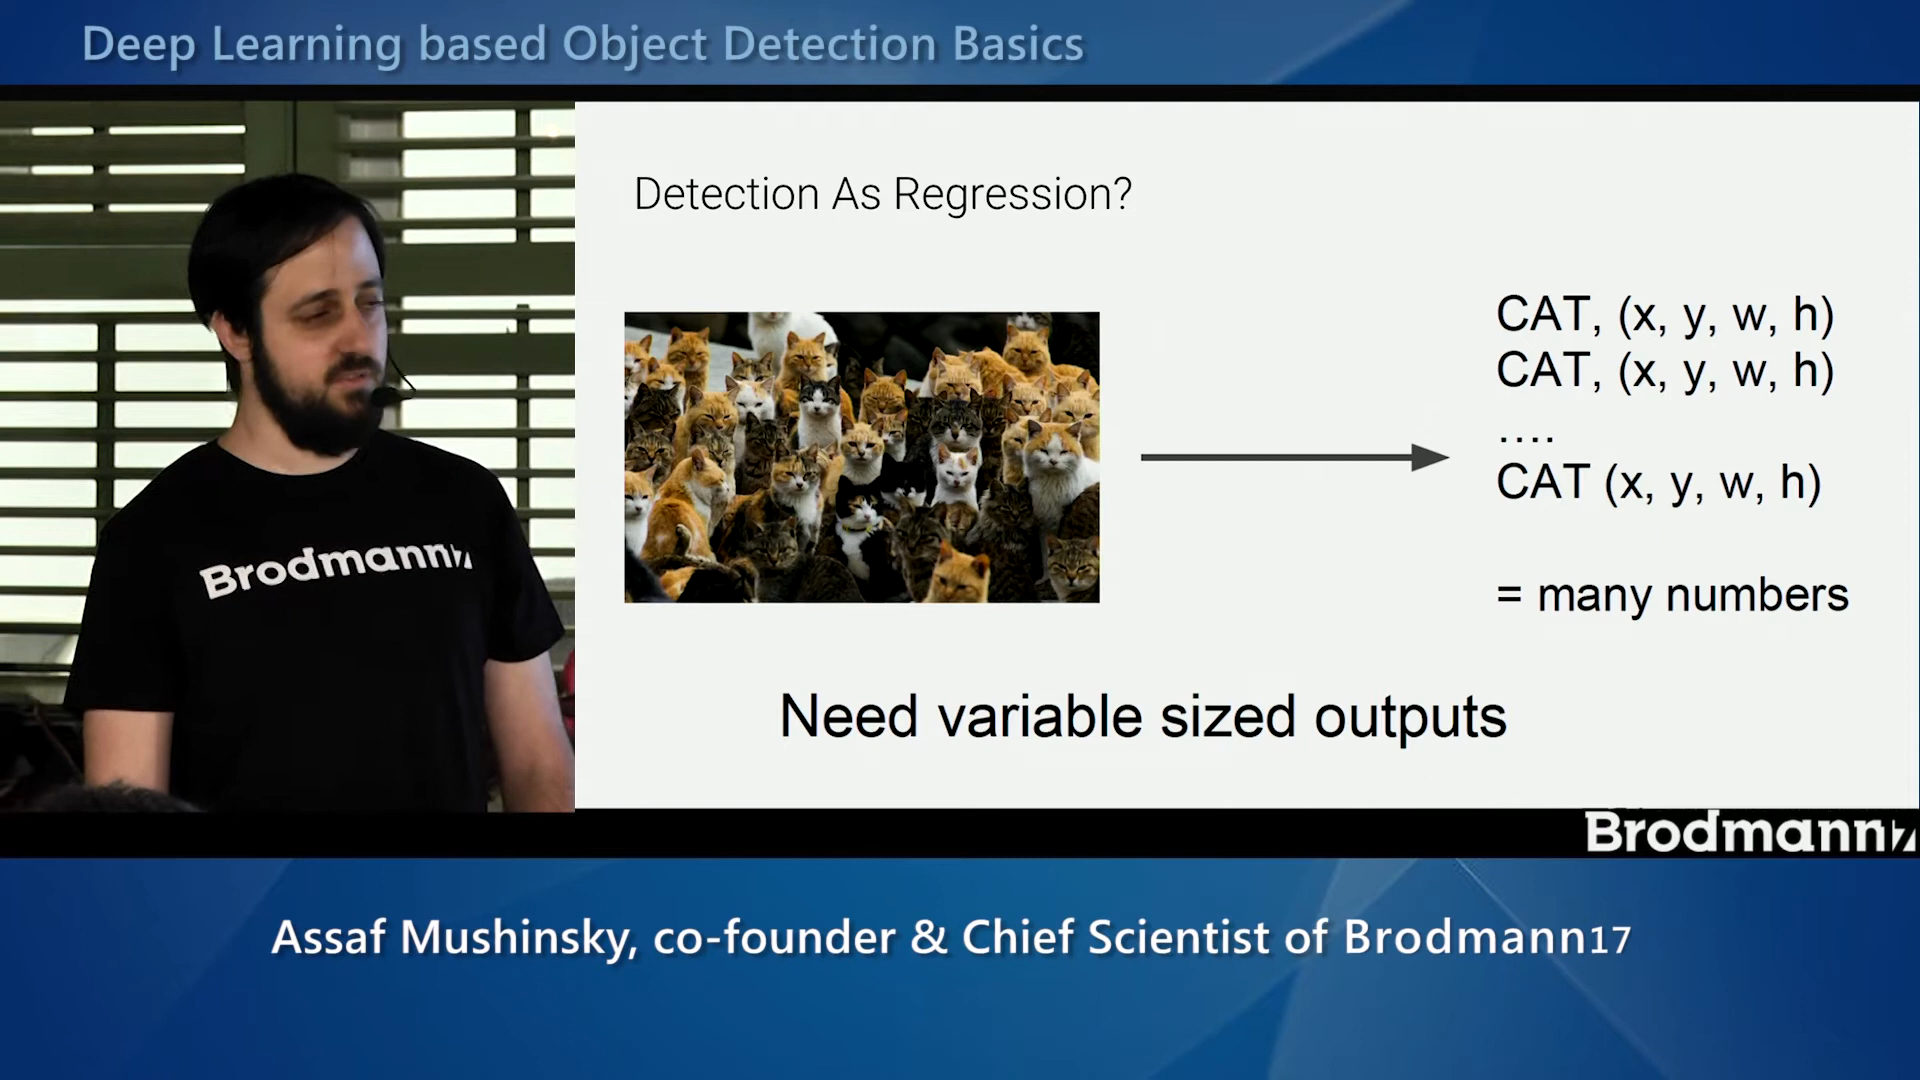 Deep Learning based Object Detection Basics
Detection As Regression?
CAT, (x, y, w, h)
CAT, (x, y, w, h)
....
CAT (x, y, w, h)
= many numbers
Need variable sized outputs
Brodmann17
Brodmann17
Assaf Mushinsky, co-founder & Chief Scientist of Brodmann17